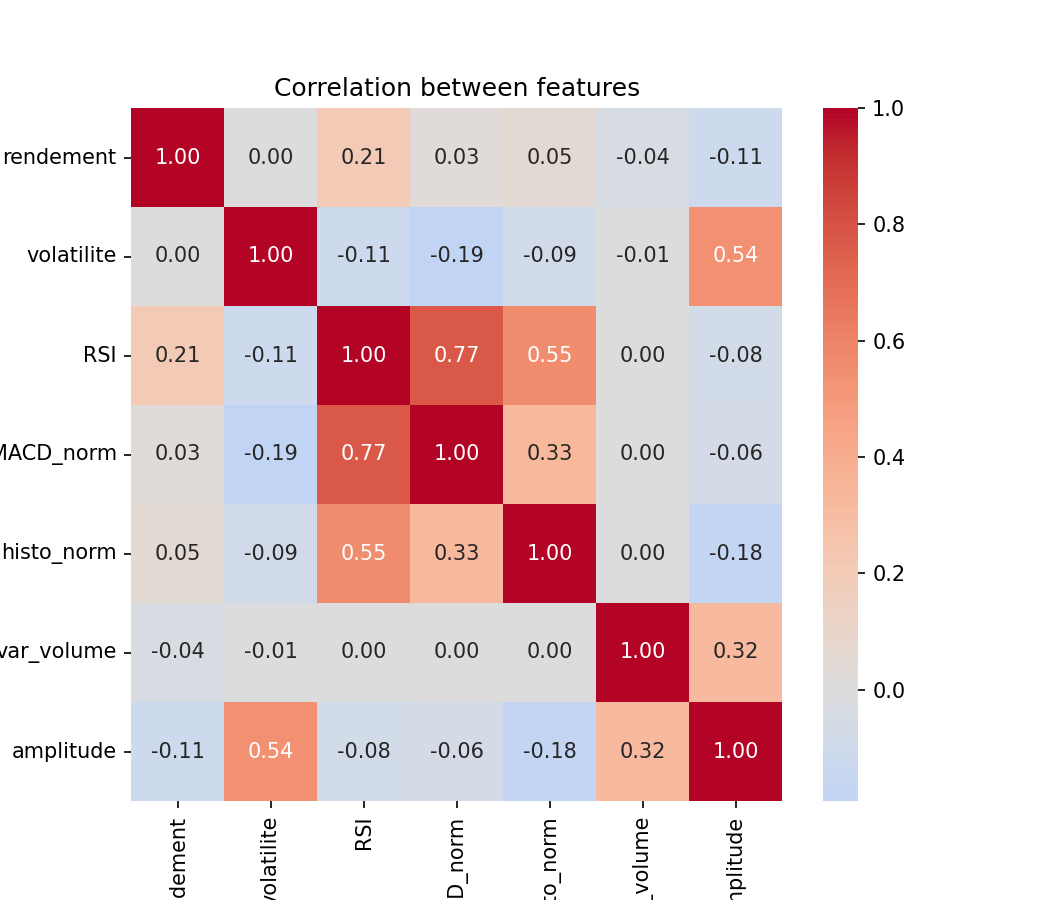 Correlation between features
rendement 1.00 0.00 0.21 0.03 0.05 -0.04 -0.11
volatilite 0.00 1.00 -0.11 -0.19 -0.09 -0.01 0.54
RSI 0.21 -0.11 1.00 0.77 0.55 0.00 -0.08
MACD_norm 0.03 -0.19 0.77 1.00 0.33 0.00 -0.06
histo_norm 0.05 -0.09 0.55 0.33 1.00 0.00 -0.18
var_volume -0.04 -0.01 0.00 0.00 0.00 1.00 0.32
amplitude -0.11 0.54 -0.08 -0.06 -0.18 0.32 1.00
dement
volatilite
RSI
D_norm
to_norm
_volume
mplitude
1.0
0.8
0.6
0.4
0.2
0.0